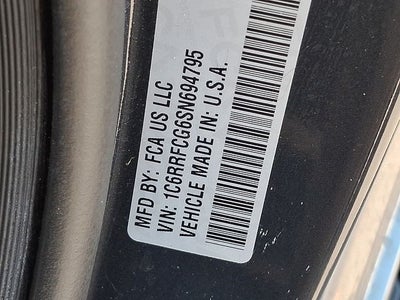 MFD BY: FCA US LLC
VIN: 1C6RRFCG6SN694795
VEHICLE MADE IN: U.S.A.